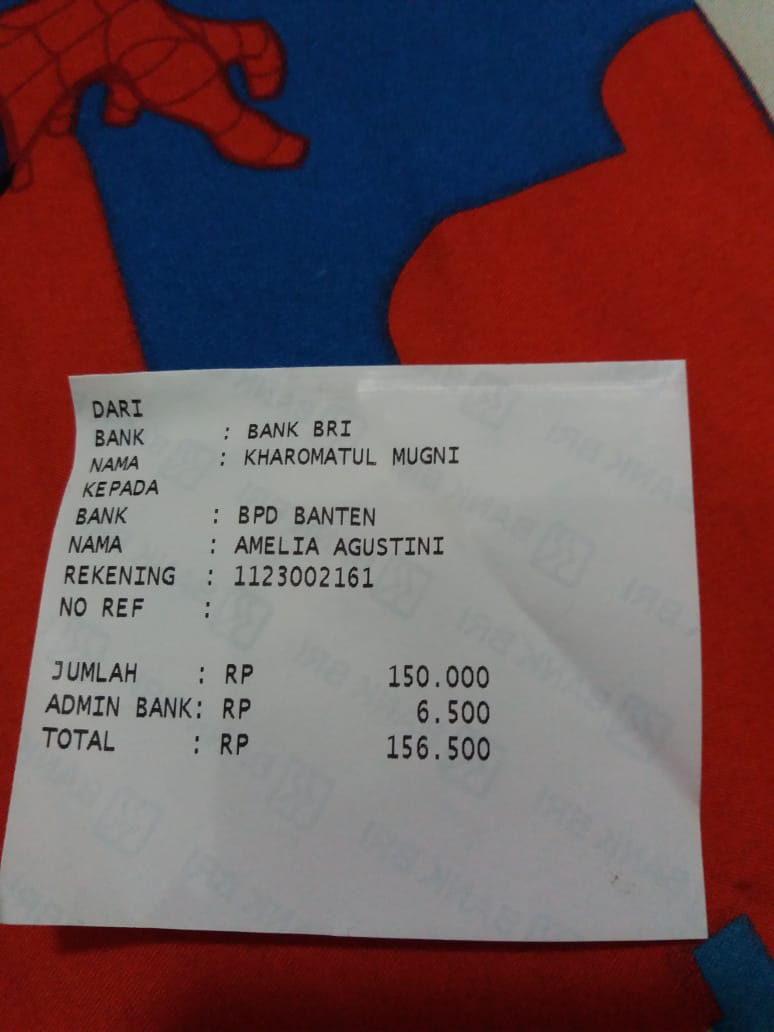 DARI
BANK : BANK BRI
NAMA : KHAROMATUL MUGNI
KEPADA
BANK : BPD BANTEN
NAMA : AMELIA AGUSTINI
REKENING : 1123002161
NO REF :
JUMLAH : RP 150.000
ADMIN BANK: RP 6.500
TOTAL : RP 156.500